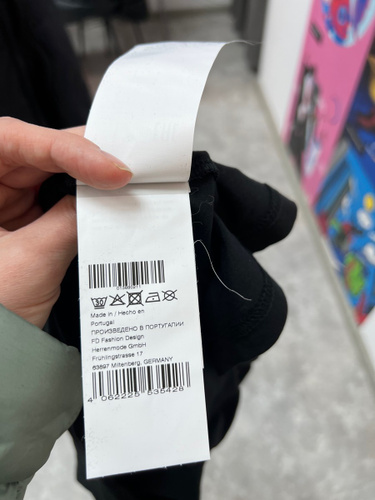 Made in / Hecho en
Portugal
ПРОИЗВЕДЕНО В ПОРТУГАЛИИ
FD Fashion Design
Herrenmode GmbH
Frühlingstrasse 17
63897 Miltenberg, GERMANY
4 062225 535428